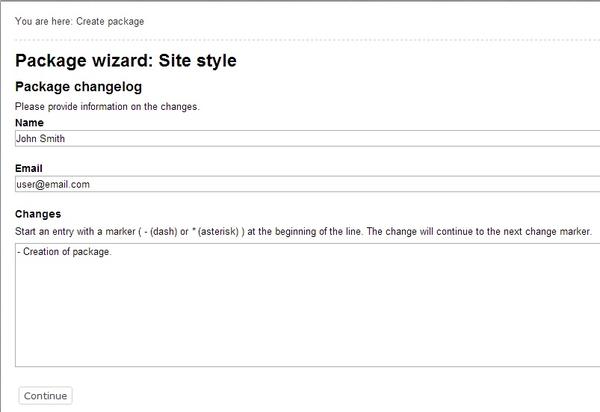 You are here: Create package
Package wizard: Site style
Package changelog
Please provide information on the changes.
Name
John Smith
Email
user@email.com
Changes
Start an entry with a marker ( - (dash) or * (asterisk) ) at the beginning of the line. The change will continue to the next change marker.
- Creation of package.
Continue